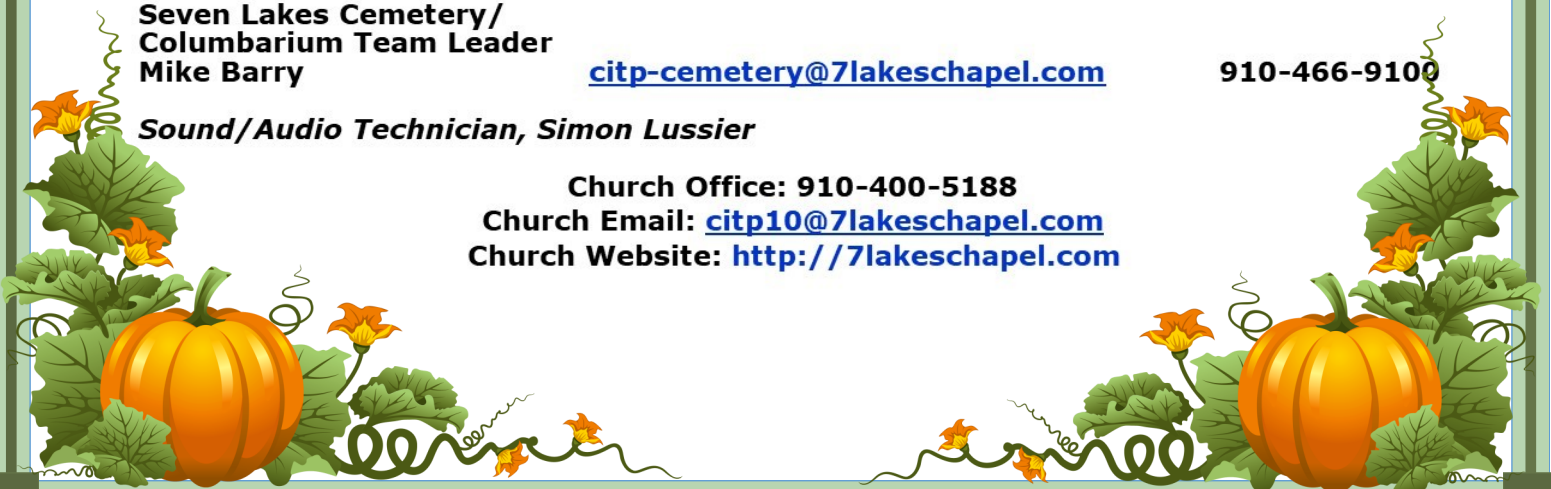 Seven Lakes Cemetery/
Columbarium Team Leader
Mike Barry citp-cemetery@7lakeschapel.com 910-466-9100
Sound/Audio Technician, Simon Lussier
Church Office: 910-400-5188
Church Email: citp10@7lakeschapel.com
Church Website: http://7lakeschapel.com